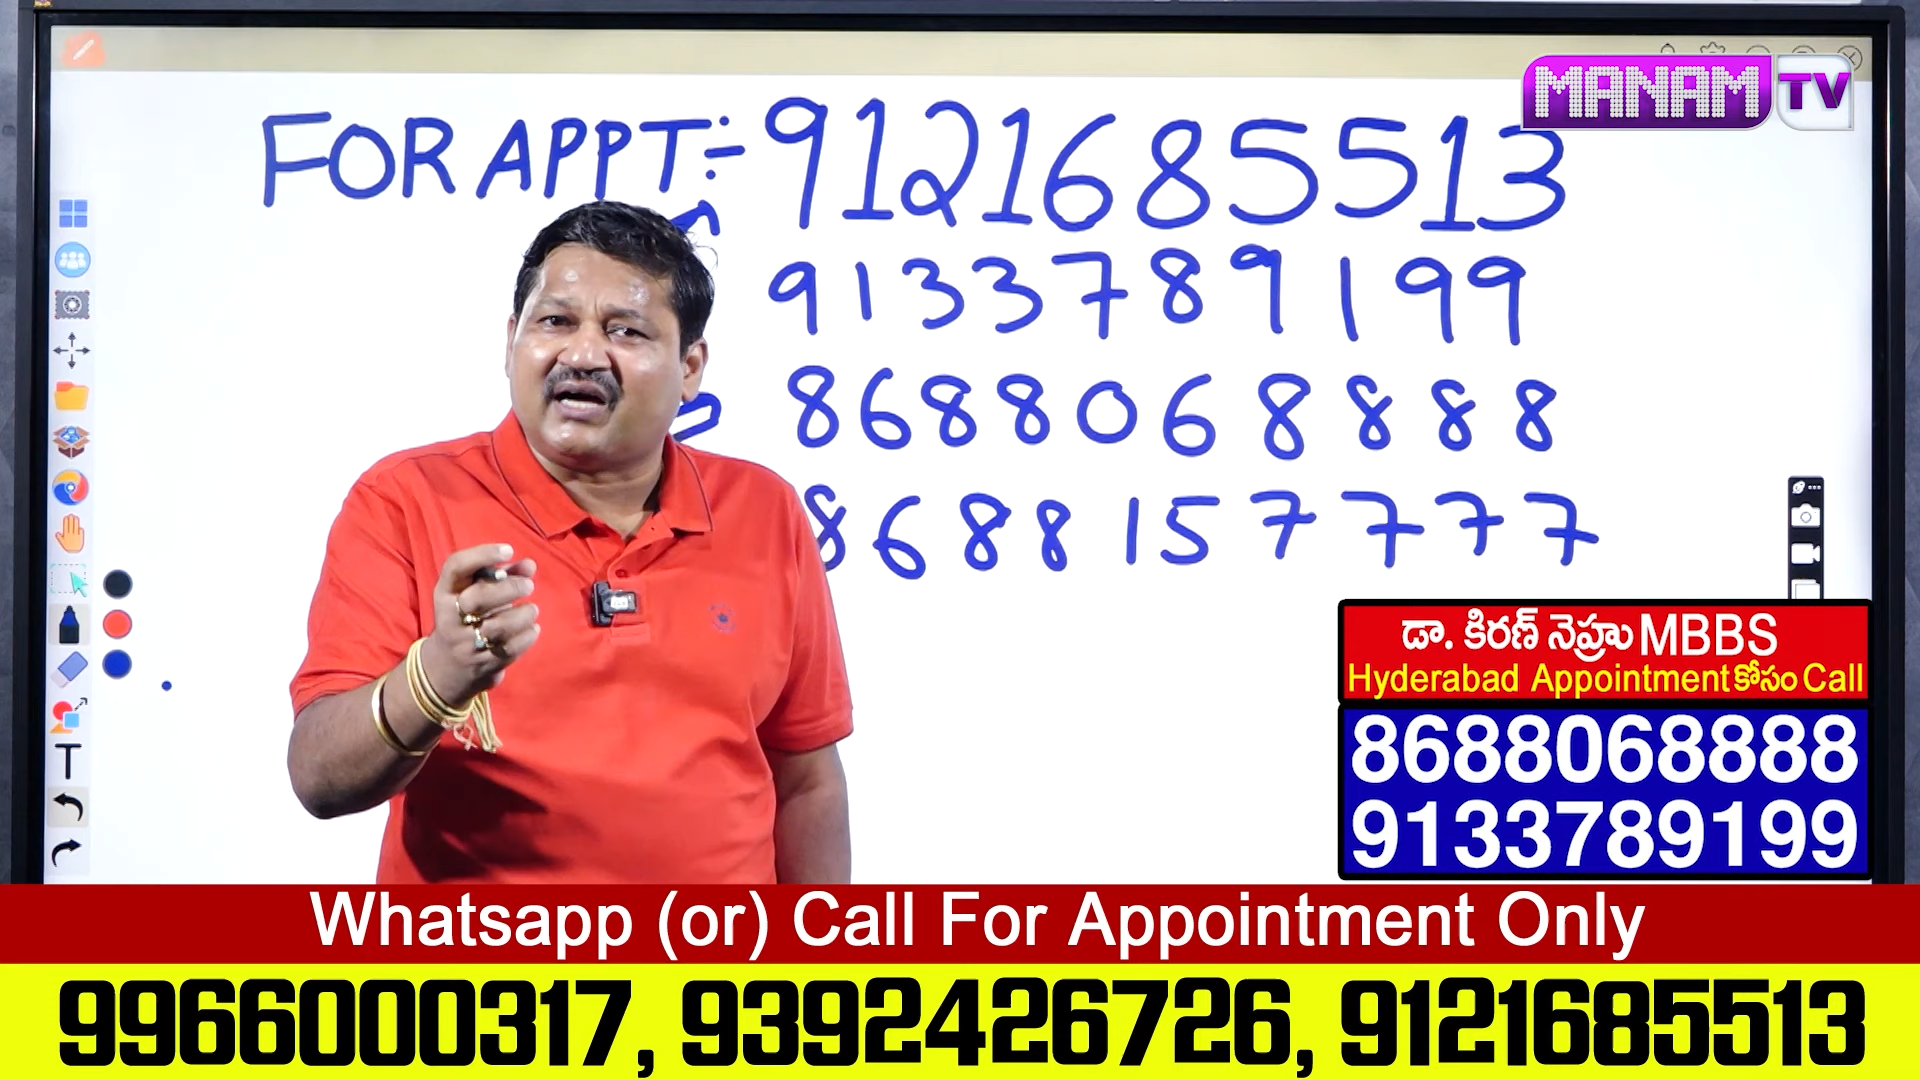 MANAM TV
FOR APPT:- 9121685513
9133789199
8688068888
8688157777
డా. కిరణ్ నెహ్రు MBBS
Hyderabad Appointment కోసం Call
8688068888
9133789199
Whatsapp (or) Call For Appointment Only
9966000317, 9392426726, 9121685513